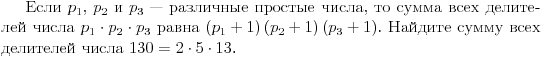 Если p₁, p₂ и p₃ — различные простые числа, то сумма всех делите-
лей числа p₁ · p₂ · p₃ равна (p₁ + 1) (p₂ + 1) (p₃ + 1). Найдите сумму всех
делителей числа 130 = 2 · 5 · 13.